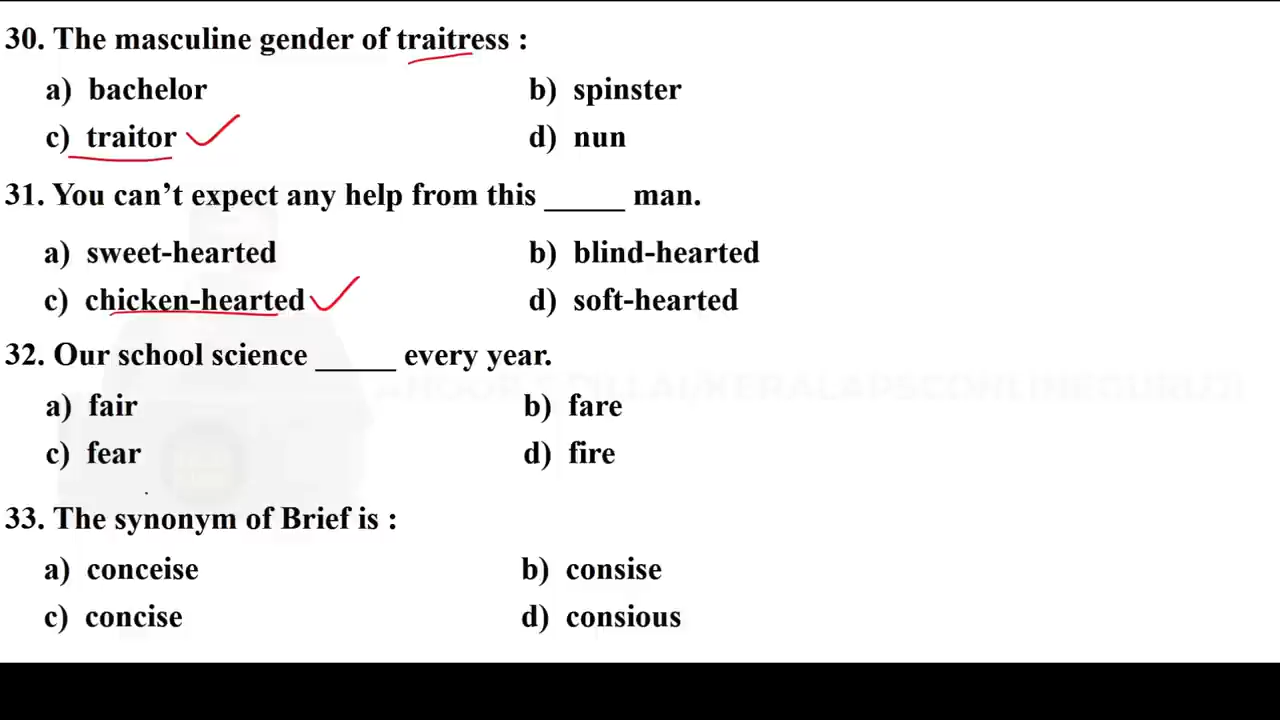 30. The masculine gender of traitress :
a) bachelor b) spinster
c) traitor d) nun
31. You can’t expect any help from this _____ man.
a) sweet-hearted b) blind-hearted
c) chicken-hearted d) soft-hearted
32. Our school science _____ every year.
a) fair b) fare
c) fear d) fire
33. The synonym of Brief is :
a) conceise b) consise
c) concise d) consious